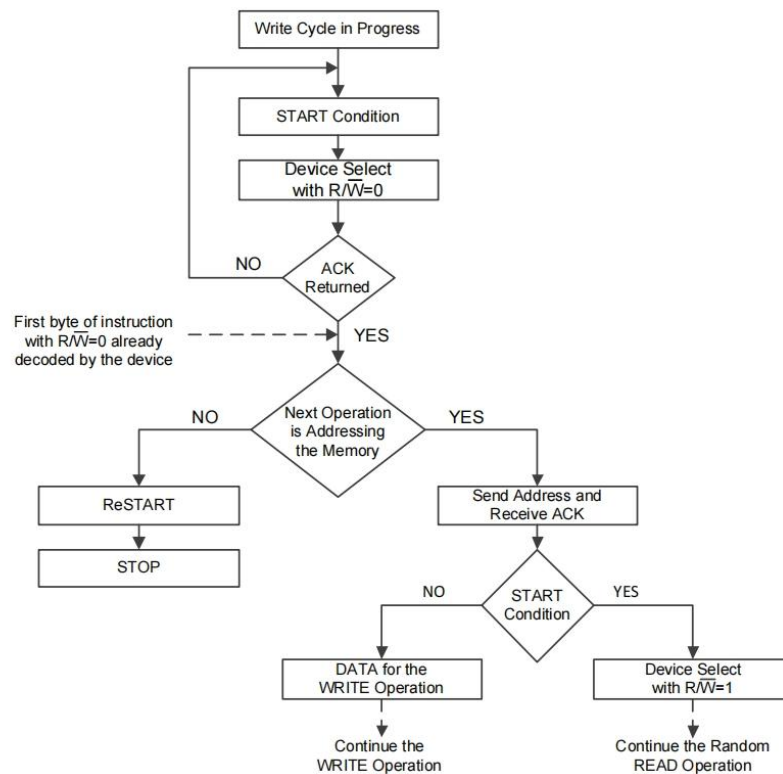 Write Cycle in Progress
START Condition
Device Select
with R/W̅=0
NO
ACK
Returned
First byte of instruction
with R/W̅=0 already
decoded by the device
YES
NO
Next Operation
is Addressing
the Memory
YES
ReSTART
Send Address and
Receive ACK
STOP
NO
START
Condition
YES
DATA for the
WRITE Operation
Device Select
with R/W̅=1
Continue the
WRITE Operation
Continue the Random
READ Operation